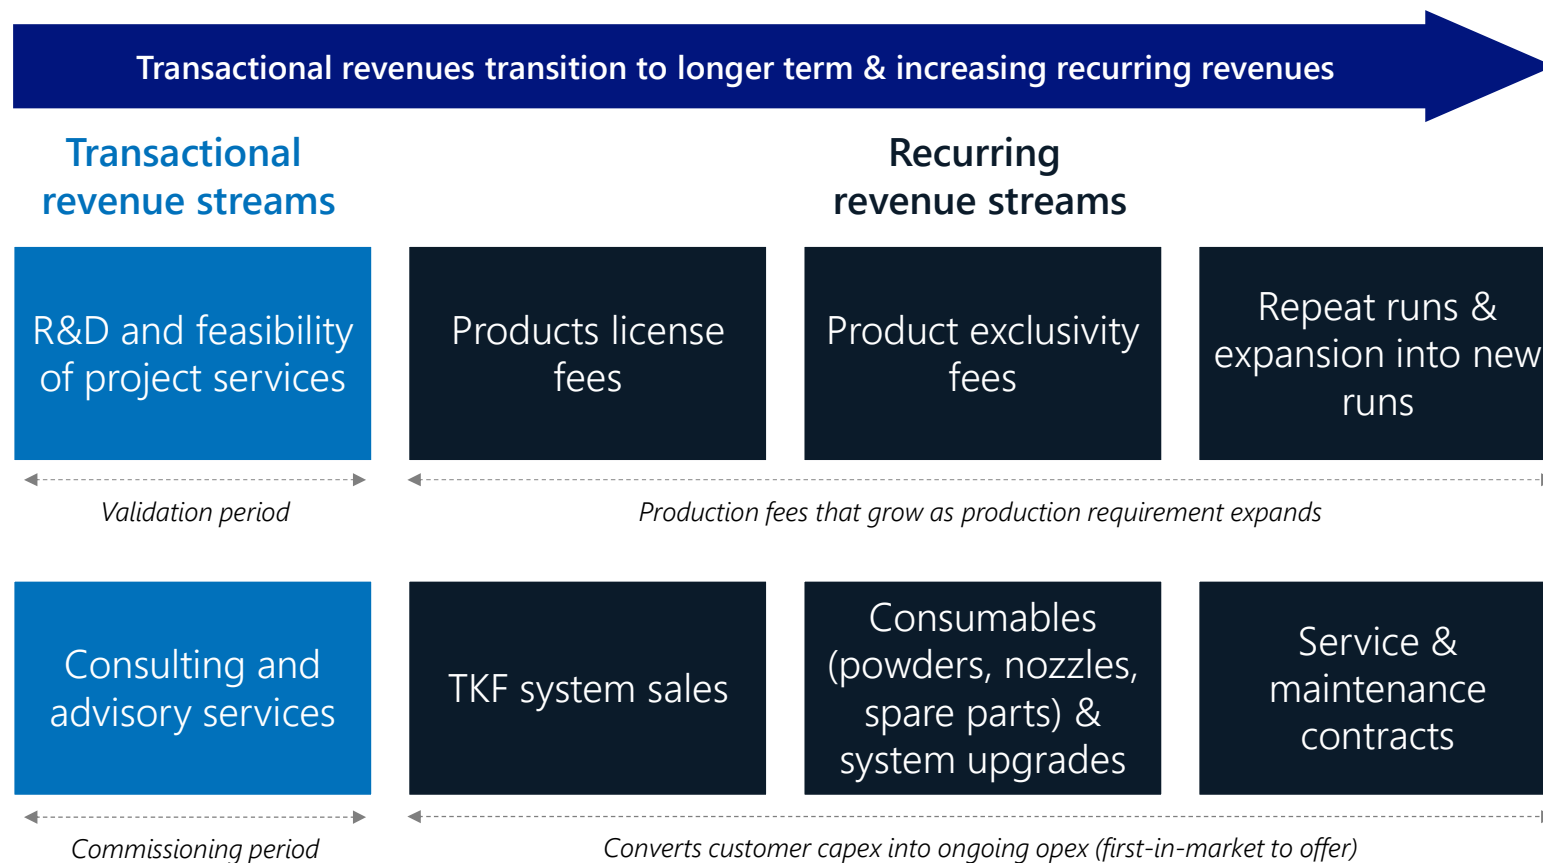 Transactional revenues transition to longer term & increasing recurring revenues
Transactional
revenue streams
Recurring
revenue streams
R&D and feasibility
of project services
Products license
fees
Product exclusivity
fees
Repeat runs &
expansion into new
runs
Validation period
Production fees that grow as production requirement expands
Consulting and
advisory services
TKF system sales
Consumables
(powders, nozzles,
spare parts) &
system upgrades
Service &
maintenance
contracts
Commissioning period
Converts customer capex into ongoing opex (first-in-market to offer)